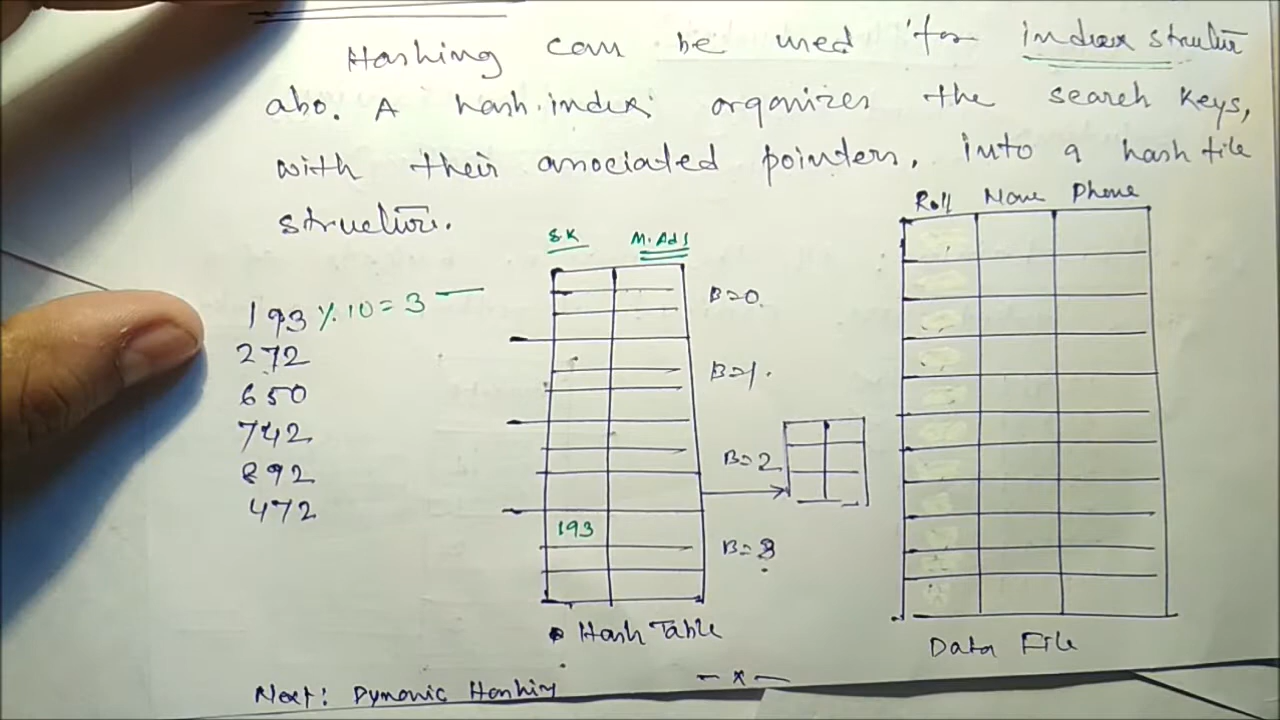 Hashing can be used for index structur
also. A hash index organizes the search keys,
with their associated pointers, into a hash file
structure.
Roll Name Phone
S.K M.Ads
193 % 10 = 3
272
650
742
892
472
B=0.
B=1.
B=2
193
B=3
Hash Table
Data File
Next: Dynamic Hashing
- x -